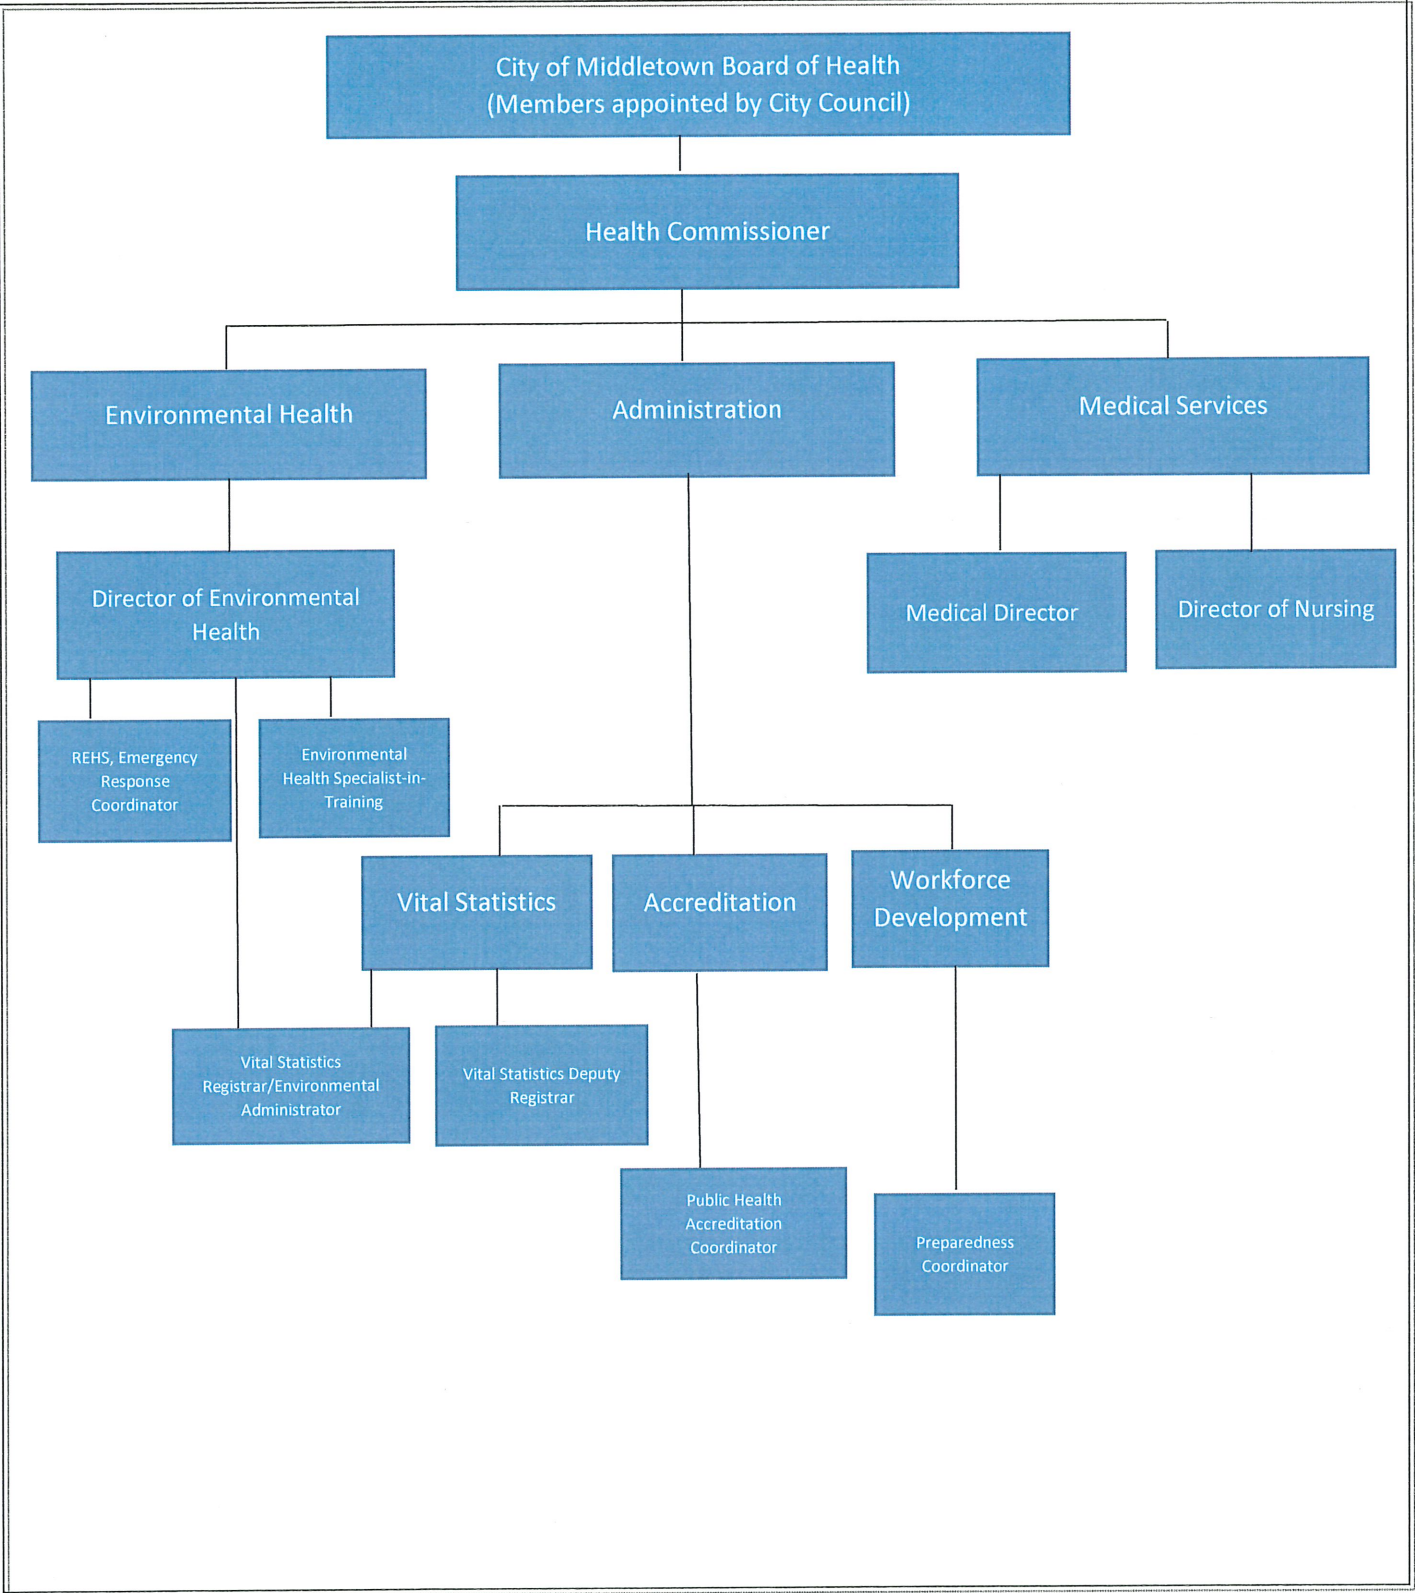 City of Middletown Board of Health
(Members appointed by City Council)
Health Commissioner
Environmental Health
Administration
Medical Services
Director of Environmental
Health
Medical Director
Director of Nursing
REHS, Emergency
Response
Coordinator
Environmental
Health Specialist-in-
Training
Vital Statistics
Accreditation
Workforce
Development
Vital Statistics
Registrar/Environmental
Administrator
Vital Statistics Deputy
Registrar
Public Health
Accreditation
Coordinator
Preparedness
Coordinator